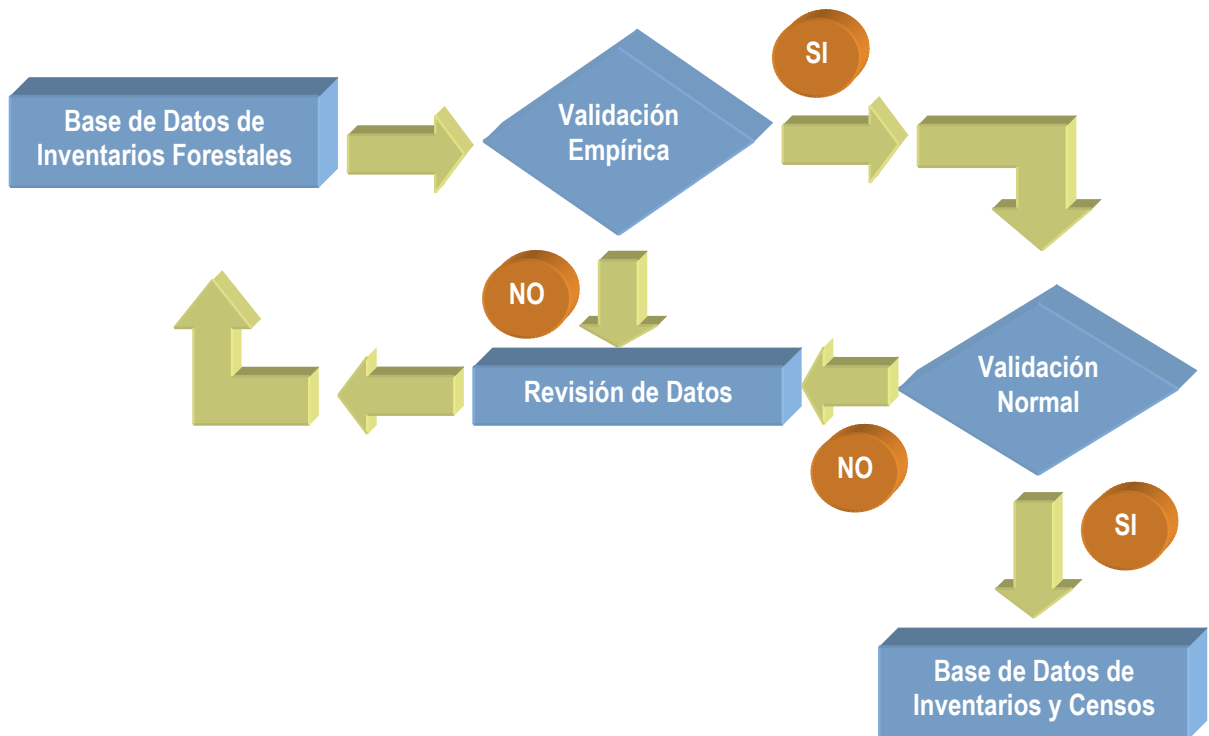 SI
Base de Datos de
Inventarios Forestales
Validación
Empírica
NO
Revisión de Datos
Validación
Normal
NO
SI
Base de Datos de
Inventarios y Censos